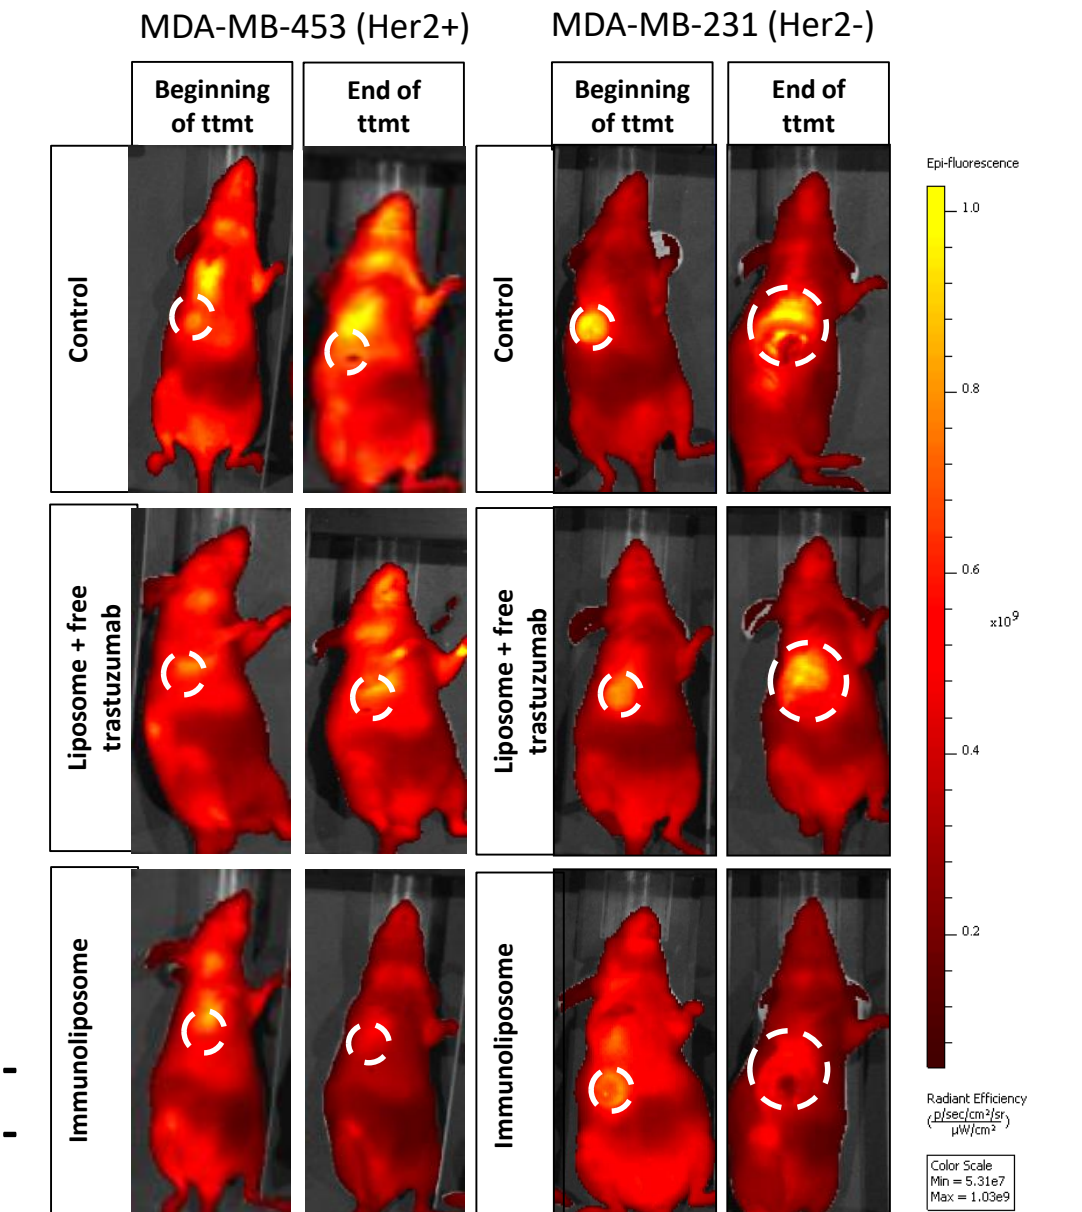 MDA-MB-453 (Her2+)
MDA-MB-231 (Her2-)
Beginning
of ttmt
End of
ttmt
Beginning
of ttmt
End of
ttmt
Control
Control
Liposome + free
trastuzumab
Liposome + free
trastuzumab
Immunoliposome
Immunoliposome
-
-
Epi-fluorescence
1.0
0.8
0.6
x10⁹
0.4
0.2
Radiant Efficiency
(p/sec/cm²/sr
µW/cm²)
Color Scale
Min = 5.31e7
Max = 1.03e9